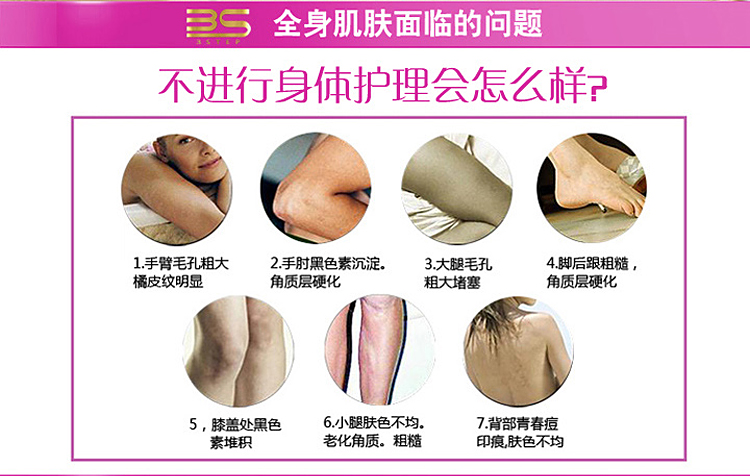 3S
3STEP
全身肌肤面临的问题
不进行身体护理会怎么样?
1.手臂毛孔粗大
橘皮纹明显
2.手肘黑色素沉淀。
角质层硬化
3.大腿毛孔
粗大堵塞
4.脚后跟粗糙，
角质层硬化
5，膝盖处黑色
素堆积
6.小腿肤色不均。
老化角质。粗糙
7.背部青春痘
印痕,肤色不均